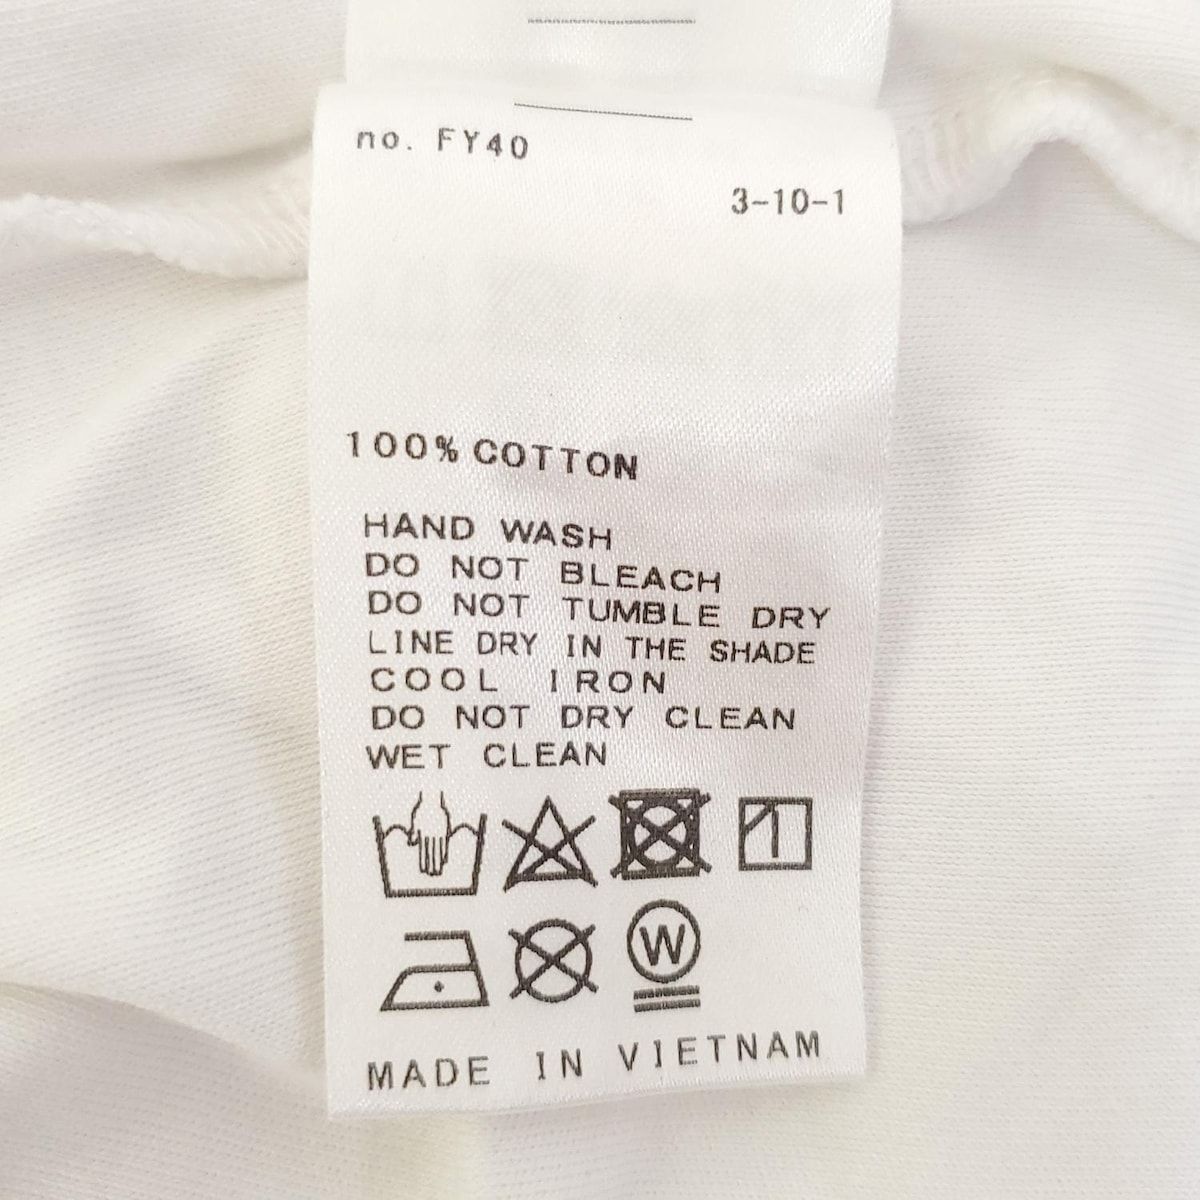 no. FY40
3-10-1
100% COTTON
HAND WASH
DO NOT BLEACH
DO NOT TUMBLE DRY
LINE DRY IN THE SHADE
COOL IRON
DO NOT DRY CLEAN
WET CLEAN
W
MADE IN VIETNAM